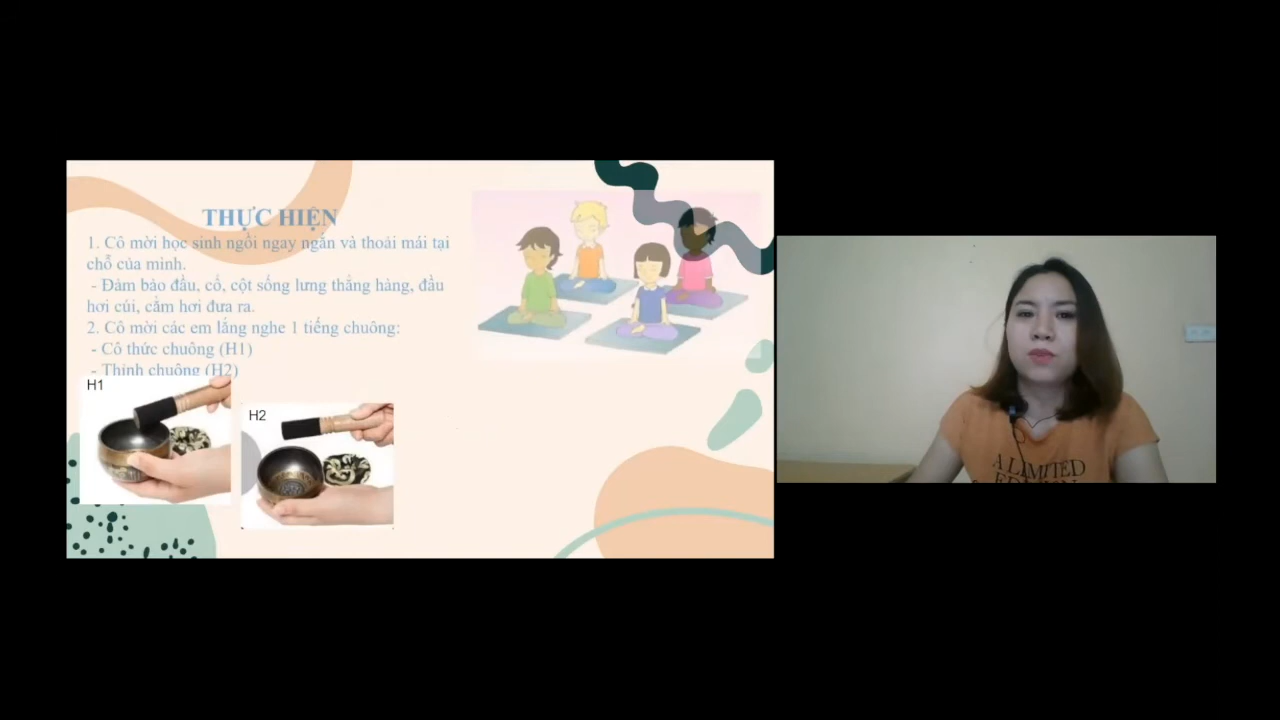 THỰC HIỆN
1. Cô mời học sinh ngồi ngay ngắn và thoải mái tại
chỗ của mình.
- Đảm bảo đầu, cổ, cột sống lưng thẳng hàng, đầu
hơi cúi, cằm hơi đưa ra.
2. Cô mời các em lắng nghe 1 tiếng chuông:
- Cô thức chuông (H1)
- Thỉnh chuông (H2)
H1
H2
A LIMITED